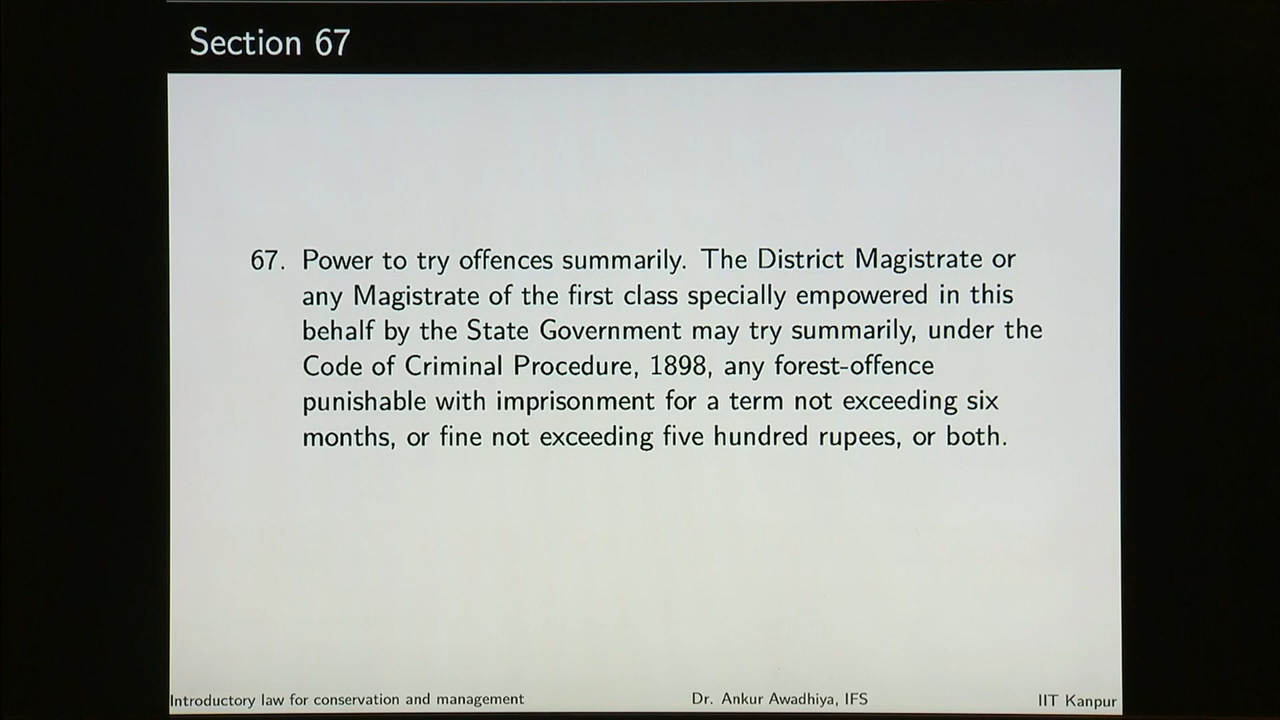 Section 67
67. Power to try offences summarily. The District Magistrate or
any Magistrate of the first class specially empowered in this
behalf by the State Government may try summarily, under the
Code of Criminal Procedure, 1898, any forest-offence
punishable with imprisonment for a term not exceeding six
months, or fine not exceeding five hundred rupees, or both.
Introductory law for conservation and management Dr. Ankur Awadhiya, IFS IIT Kanpur